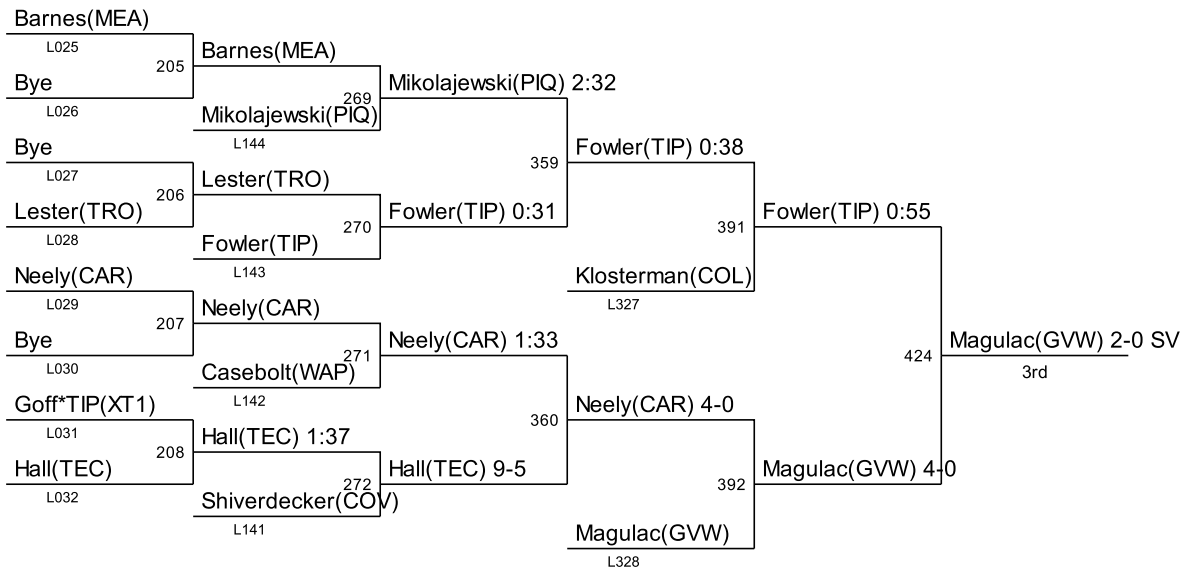 Barnes(MEA)
L025
205
Bye
L026
Bye
L027
206
Lester(TRO)
L028
Neely(CAR)
L029
207
Bye
L030
Goff*TIP(XT1)
L031
208
Hall(TEC)
L032
Barnes(MEA)
269
Mikolajewski(PIQ)
L144
Lester(TRO)
270
Fowler(TIP)
L143
Neely(CAR)
271
Casebolt(WAP)
L142
Hall(TEC) 1:37
272
Shiverdecker(COV)
L141
Mikolajewski(PIQ) 2:32
359
Fowler(TIP) 0:31
Neely(CAR) 1:33
360
Hall(TEC) 9-5
Fowler(TIP) 0:38
391
Klosterman(COL)
L327
Neely(CAR) 4-0
392
Magulac(GVW)
L328
Fowler(TIP) 0:55
424
Magulac(GVW) 4-0
Magulac(GVW) 2-0 SV
3rd